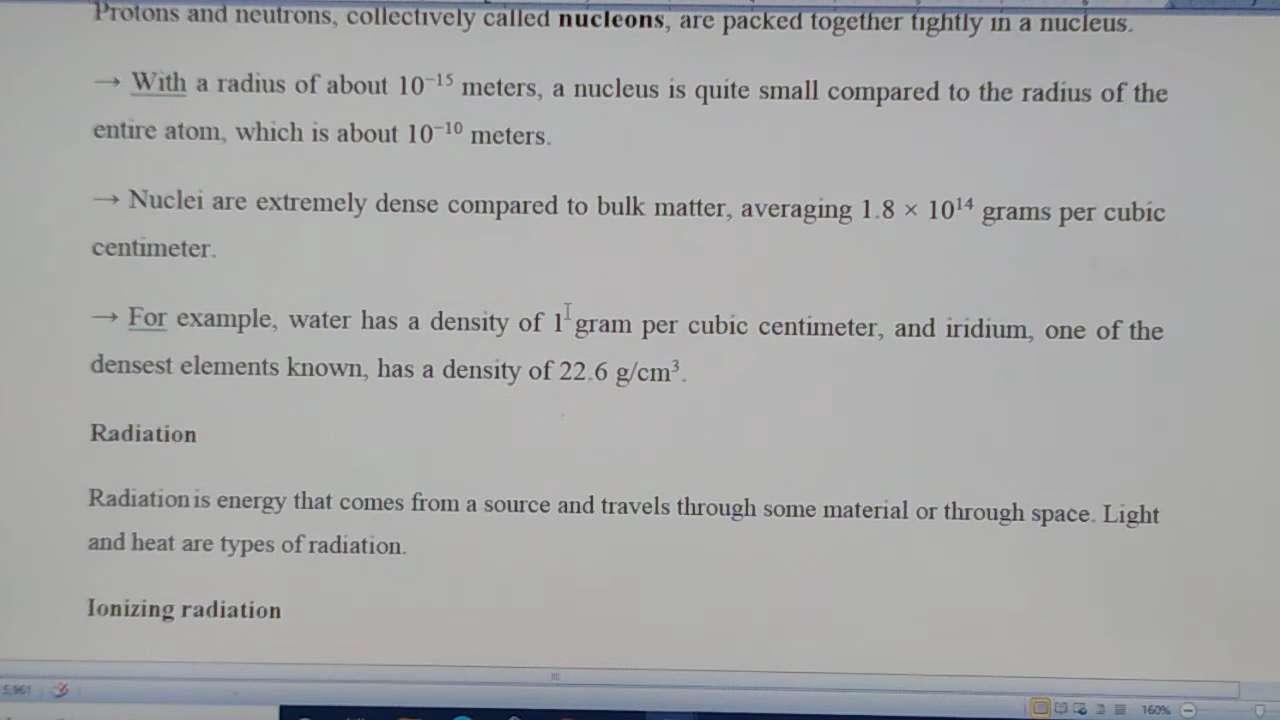 Protons and neutrons, collectively called nucleons, are packed together tightly in a nucleus.
→ With a radius of about 10⁻¹⁵ meters, a nucleus is quite small compared to the radius of the
entire atom, which is about 10⁻¹⁰ meters.
→ Nuclei are extremely dense compared to bulk matter, averaging 1.8 × 10¹⁴ grams per cubic
centimeter.
→ For example, water has a density of 1 gram per cubic centimeter, and iridium, one of the
densest elements known, has a density of 22.6 g/cm³.
Radiation
Radiation is energy that comes from a source and travels through some material or through space. Light
and heat are types of radiation.
Ionizing radiation
5,961
160%